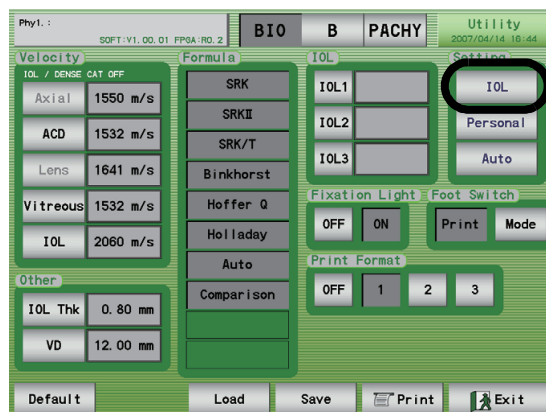 Phy1. :
SOFT:V1.00.01 FPGA:R0.2
BIO
B
PACHY
Utility
2007/04/14 16:44
Velocity
IOL / DENSE CAT OFF
Axial 1550 m/s
ACD 1532 m/s
Lens 1641 m/s
Vitreous 1532 m/s
IOL 2060 m/s
Other
IOL Thk 0.80 mm
VD 12.00 mm
Formula
SRK
SRKⅡ
SRK/T
Binkhorst
Hoffer Q
Holladay
Auto
Comparison
IOL
IOL1
IOL2
IOL3
Setting
IOL
Personal
Auto
Fixation Light
OFF ON
Foot Switch
Print Mode
Print Format
OFF 1 2 3
Default
Load
Save
Print
Exit